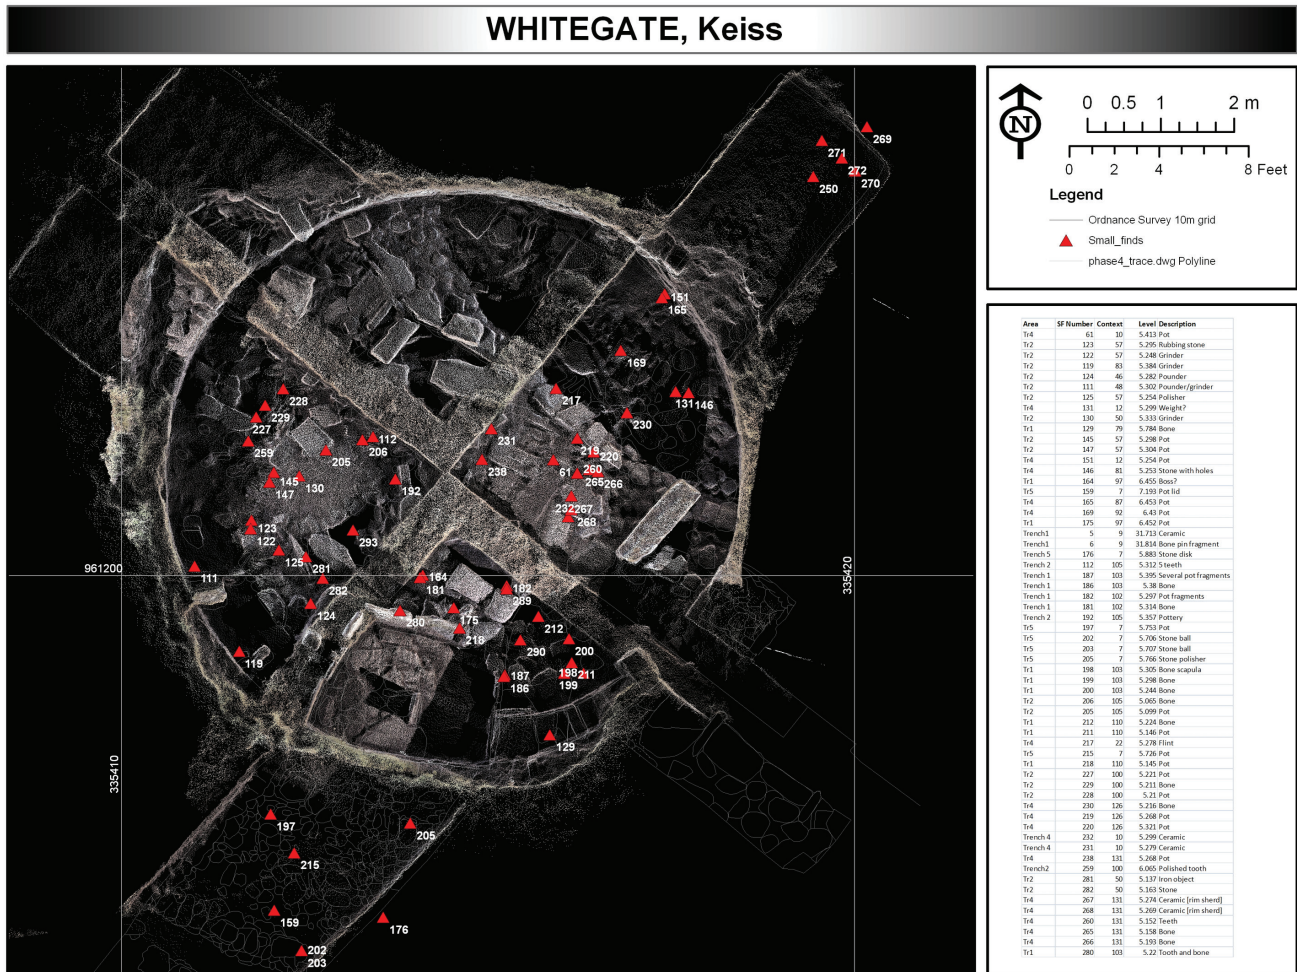 WHITEGATE, Keiss
269
271
272
270
250
151
165
169
131
146
217
230
228
229
227
259
112
206
205
192
231
238
219
220
61
260
265
266
232
267
268
145
147
130
123
122
293
125
281
282
111
961200
335420
124
164
181
182
289
280
175
218
212
290
200
119
187
186
198
211
199
129
335410
197
205
215
159
176
202
203
N
0 0.5 1 2 m
0 2 4 8 Feet
Legend
Ordnance Survey 10m grid
Small_finds
phase4_trace.dwg Polyline
Area SF Number Context Level Description
Tr4 61 10 5.413 Pot
Tr2 123 57 5.295 Rubbing stone
Tr2 122 57 5.248 Grinder
Tr2 119 83 5.384 Grinder
Tr2 124 46 5.282 Pounder
Tr2 111 48 5.302 Pounder/grinder
Tr2 125 57 5.254 Polisher
Tr4 131 12 5.299 Weight?
Tr2 130 50 5.333 Grinder
Tr1 129 79 5.784 Bone
Tr2 145 57 5.298 Pot
Tr2 147 57 5.304 Pot
Tr4 151 12 5.254 Pot
Tr4 146 81 5.253 Stone with holes
Tr1 164 97 6.455 Boss?
Tr5 159 7 7.193 Pot lid
Tr4 165 87 6.453 Pot
Tr4 169 92 6.43 Pot
Tr1 175 97 6.452 Pot
Trench1 5 9 31.713 Ceramic
Trench1 6 9 31.814 Bone pin fragment
Trench 5 176 7 5.883 Stone disk
Trench 2 112 105 5.312 5 teeth
Trench 1 187 103 5.395 Several pot fragments
Trench 1 186 103 5.38 Bone
Trench 1 182 102 5.297 Pot fragments
Trench 1 181 102 5.314 Bone
Trench 2 192 105 5.357 Pottery
Tr5 197 7 5.753 Pot
Tr5 202 7 5.706 Stone ball
Tr5 203 7 5.707 Stone ball
Tr5 205 7 5.766 Stone polisher
Tr1 198 103 5.305 Bone scapula
Tr1 199 103 5.298 Bone
Tr1 200 103 5.244 Bone
Tr2 206 105 5.065 Bone
Tr2 205 105 5.099 Pot
Tr1 212 110 5.224 Bone
Tr1 211 110 5.146 Pot
Tr4 217 22 5.278 Flint
Tr5 215 7 5.726 Pot
Tr1 218 110 5.145 Pot
Tr2 227 100 5.221 Pot
Tr2 229 100 5.211 Bone
Tr2 228 100 5.21 Pot
Tr4 230 126 5.216 Bone
Tr4 219 126 5.268 Pot
Tr4 220 126 5.321 Pot
Trench 4 232 10 5.299 Ceramic
Trench 4 231 10 5.279 Ceramic
Tr4 238 131 5.268 Pot
Trench2 259 100 6.065 Polished tooth
Tr2 281 50 5.137 Iron object
Tr2 282 50 5.163 Stone
Tr4 267 131 5.274 Ceramic [rim sherd]
Tr4 268 131 5.269 Ceramic [rim sherd]
Tr4 260 131 5.152 Teeth
Tr4 265 131 5.158 Bone
Tr4 266 131 5.193 Bone
Tr1 280 103 5.22 Tooth and bone